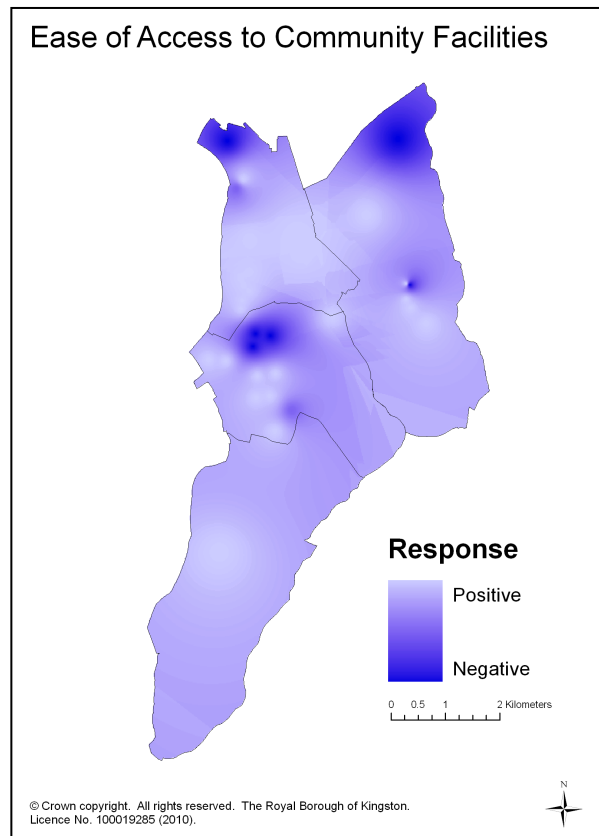 Ease of Access to Community Facilities
Response
Positive
Negative
0 0.5 1 2 Kilometers
N
© Crown copyright. All rights reserved. The Royal Borough of Kingston.
Licence No. 100019285 (2010).